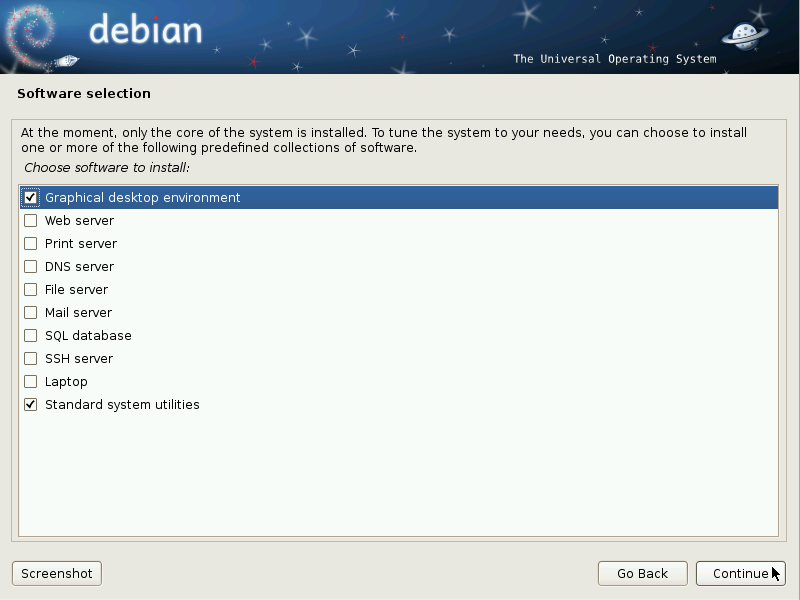 debian
The Universal Operating System
Software selection
At the moment, only the core of the system is installed. To tune the system to your needs, you can choose to install
one or more of the following predefined collections of software.
Choose software to install:
Graphical desktop environment
Web server
Print server
DNS server
File server
Mail server
SQL database
SSH server
Laptop
Standard system utilities
Screenshot
Go Back
Continue